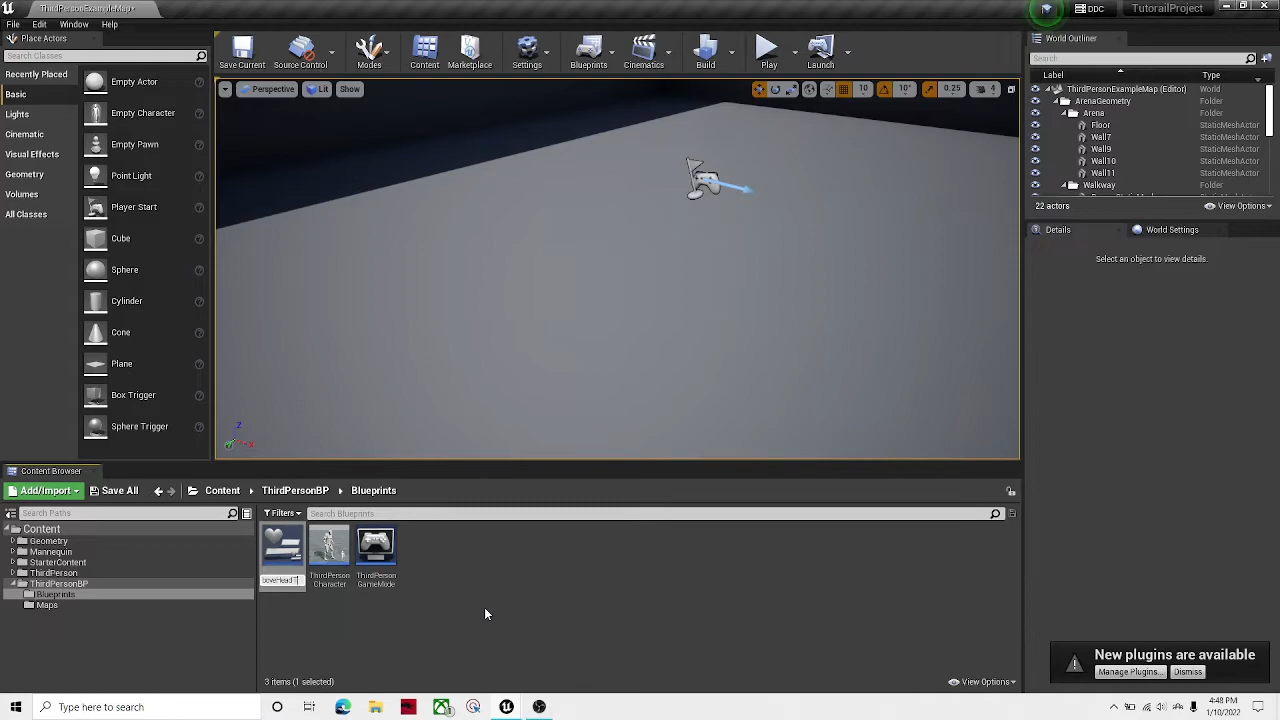 ThirdPersonExampleMap*
DC
TutorailProject
File Edit Window Help
Place Actors
Search Classes
Recently Placed
Basic
Lights
Cinematic
Visual Effects
Geometry
Volumes
All Classes
Empty Actor
Empty Character
Empty Pawn
Point Light
Player Start
Cube
Sphere
Cylinder
Cone
Plane
Box Trigger
Sphere Trigger
Save Current
Source Control
Modes
Content
Marketplace
Settings
Blueprints
Cinematics
Build
Play
Launch
Perspective
Lit
Show
10
10°
0.25
4
Z
X
World Outliner
Search
Label Type
ThirdPersonExampleMap (Editor) World
ArenaGeometry Folder
Arena Folder
Floor StaticMeshActor
Wall7 StaticMeshActor
Wall9 StaticMeshActor
Wall10 StaticMeshActor
Wall11 StaticMeshActor
Walkway Folder
22 actors
View Options
Details
World Settings
Select an object to view details.
Content Browser
Add/Import
Save All
Content
ThirdPersonBP
Blueprints
Search Paths
Filters
Search Blueprints
Content
Geometry
Mannequin
StarterContent
ThirdPerson
ThirdPersonBP
Blueprints
Maps
boveHeadT
ThirdPerson
Character
ThirdPerson
GameMode
3 items (1 selected)
View Options
New plugins are available
Manage Plugins...
Dismiss
Type here to search
4:48 PM
1/10/2022